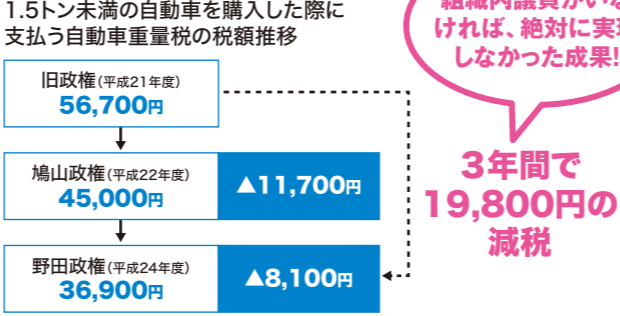 1.5トン未満の自動車を購入した際に
支払う自動車重量税の税額推移
旧政権(平成21年度)
56,700円
鳩山政権(平成22年度)
45,000円
▲11,700円
野田政権(平成24年度)
36,900円
▲8,100円
ければ、絶対に実現
しなかった成果!
3年間で
19,800円の
減税